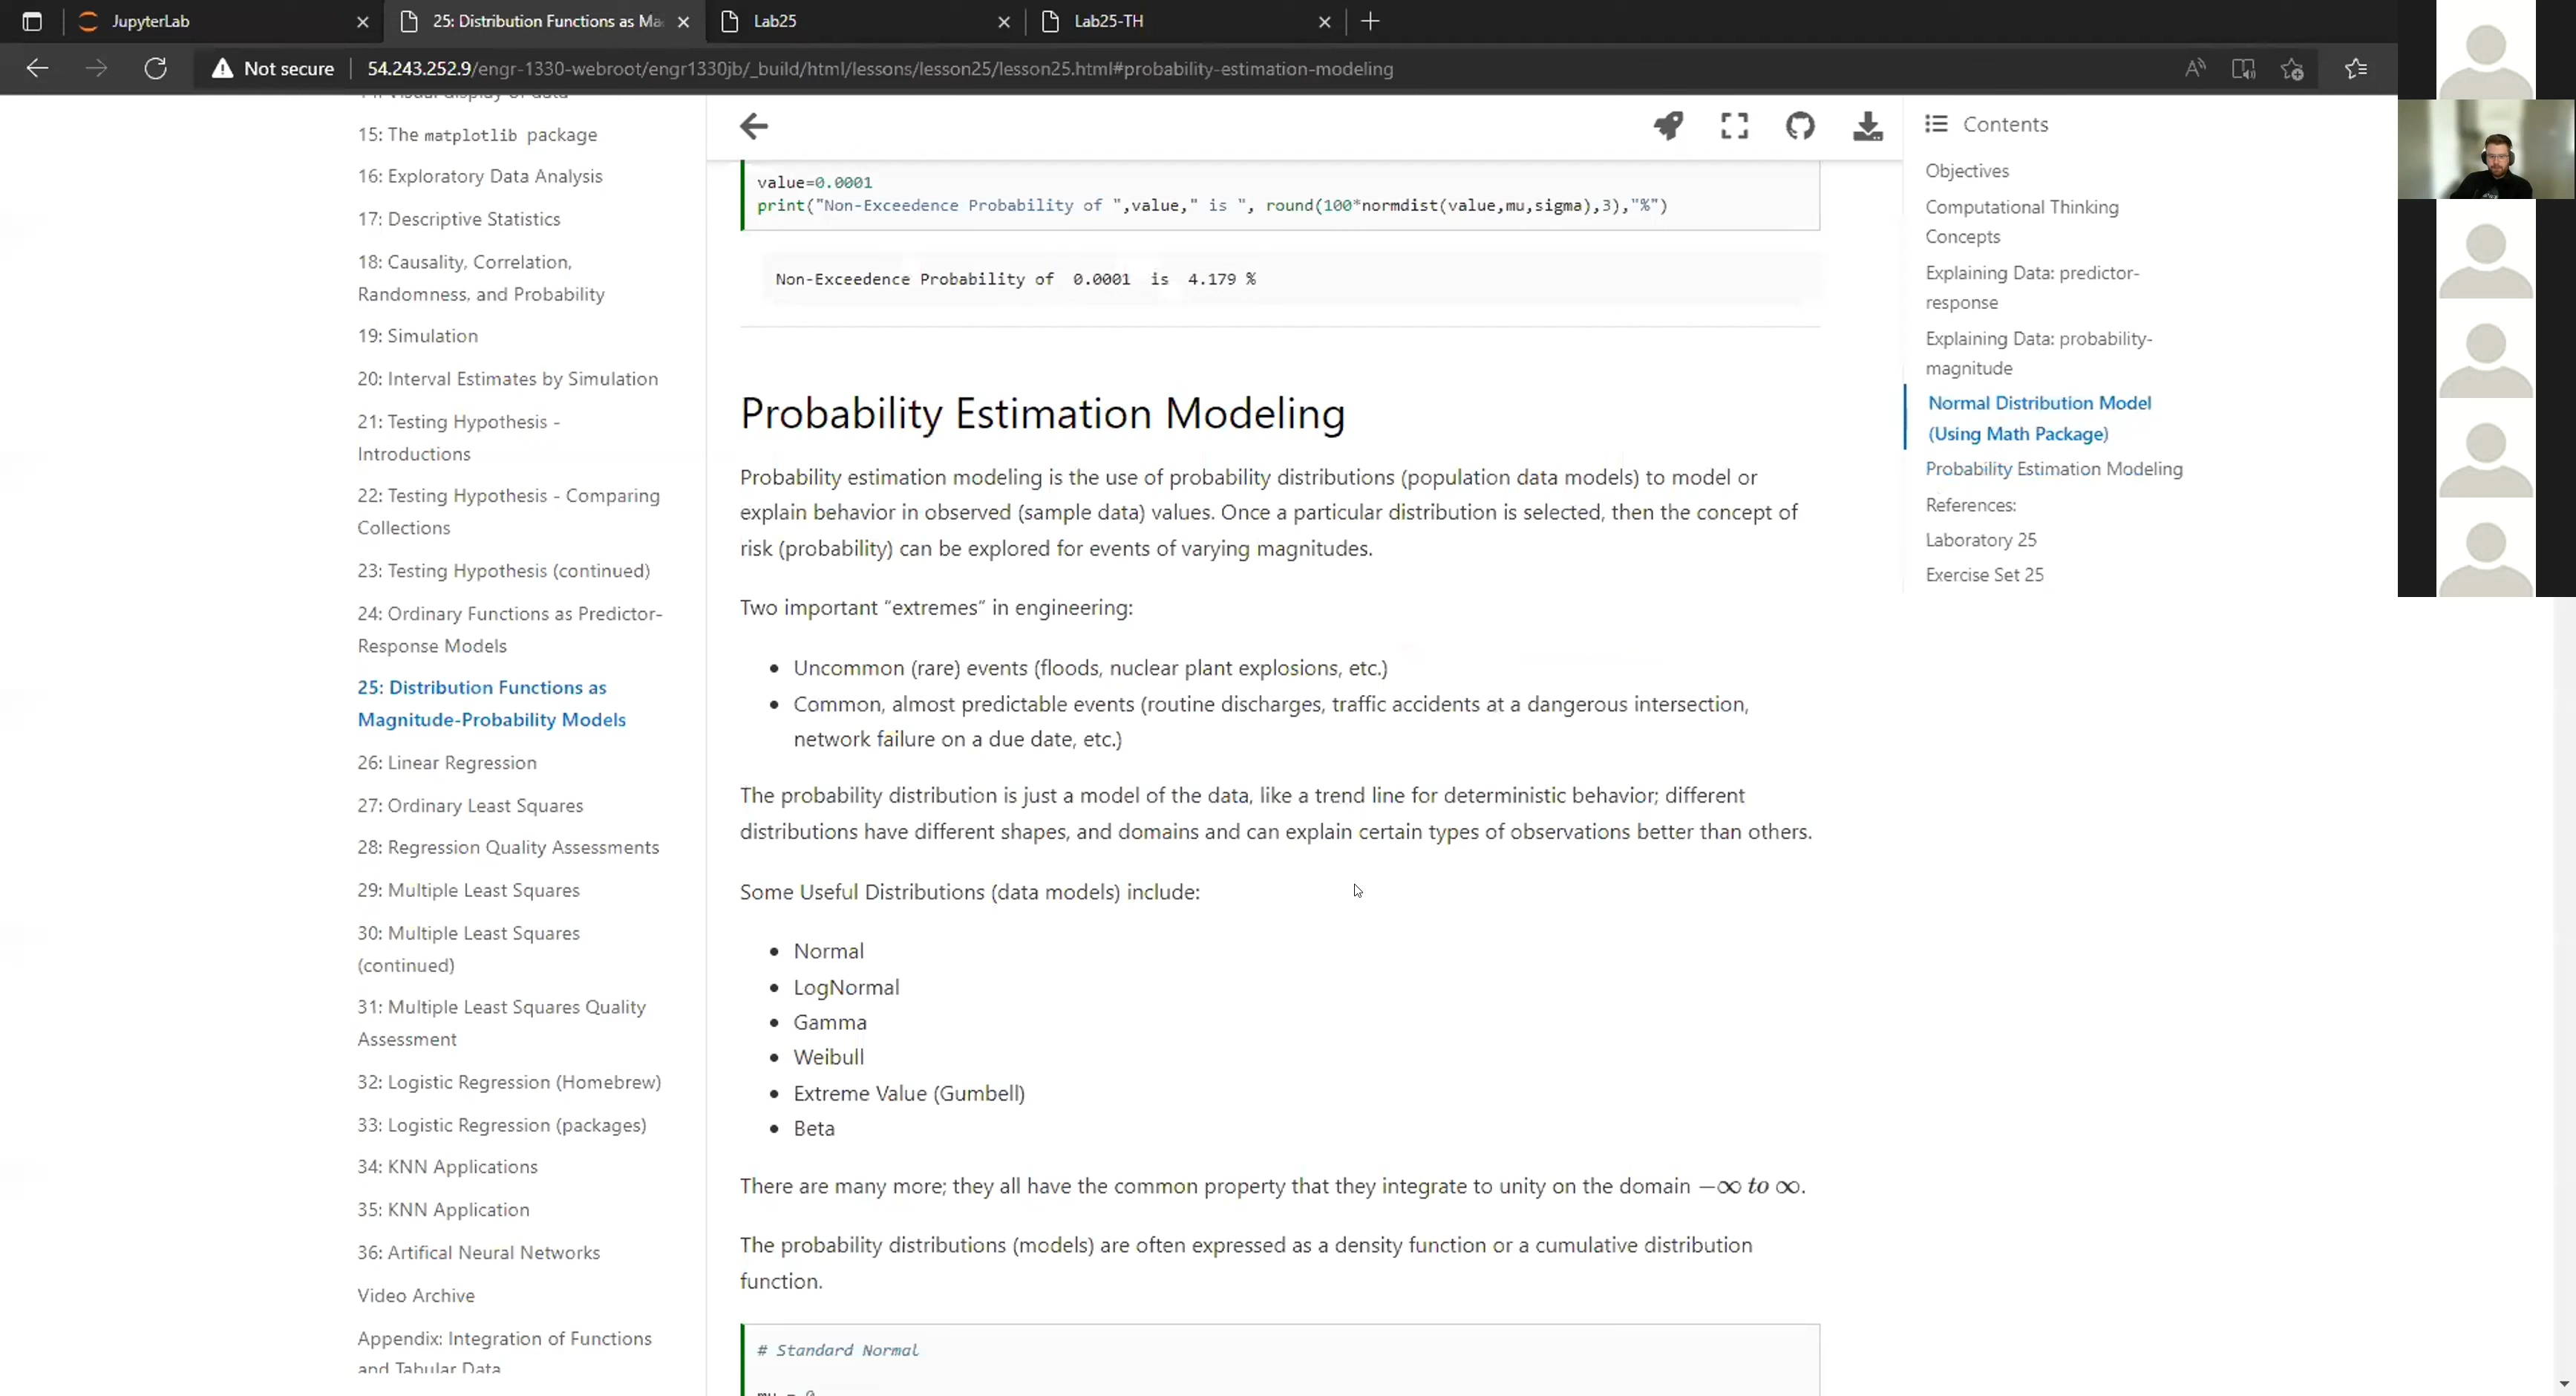 JupyterLab
25: Distribution Functions as Ma
Lab25
Lab25-TH
Not secure
54.243.252.9/engr-1330-webroot/engr1330jb/_build/html/lessons/lesson25/lesson25.html#probability-estimation-modeling
15: The matplotlib package
16: Exploratory Data Analysis
17: Descriptive Statistics
18: Causality, Correlation,
Randomness, and Probability
19: Simulation
20: Interval Estimates by Simulation
21: Testing Hypothesis -
Introductions
22: Testing Hypothesis - Comparing
Collections
23: Testing Hypothesis (continued)
24: Ordinary Functions as Predictor-
Response Models
25: Distribution Functions as
Magnitude-Probability Models
26: Linear Regression
27: Ordinary Least Squares
28: Regression Quality Assessments
29: Multiple Least Squares
30: Multiple Least Squares
(continued)
31: Multiple Least Squares Quality
Assessment
32: Logistic Regression (Homebrew)
33: Logistic Regression (packages)
34: KNN Applications
35: KNN Application
36: Artifical Neural Networks
Video Archive
Appendix: Integration of Functions
and Tabular Data
value=0.0001
print("Non-Exceedence Probability of ",value," is ", round(100*normdist(value,mu,sigma),3),"%")
Non-Exceedence Probability of  0.0001  is  4.179 %
Probability Estimation Modeling
Probability estimation modeling is the use of probability distributions (population data models) to model or
explain behavior in observed (sample data) values. Once a particular distribution is selected, then the concept of
risk (probability) can be explored for events of varying magnitudes.
Two important “extremes” in engineering:
• Uncommon (rare) events (floods, nuclear plant explosions, etc.)
• Common, almost predictable events (routine discharges, traffic accidents at a dangerous intersection,
network failure on a due date, etc.)
The probability distribution is just a model of the data, like a trend line for deterministic behavior; different
distributions have different shapes, and domains and can explain certain types of observations better than others.
Some Useful Distributions (data models) include:
• Normal
• LogNormal
• Gamma
• Weibull
• Extreme Value (Gumbell)
• Beta
There are many more; they all have the common property that they integrate to unity on the domain −∞ to ∞.
The probability distributions (models) are often expressed as a density function or a cumulative distribution
function.
# Standard Normal
mu = 0
Contents
Objectives
Computational Thinking
Concepts
Explaining Data: predictor-
response
Explaining Data: probability-
magnitude
Normal Distribution Model
(Using Math Package)
Probability Estimation Modeling
References:
Laboratory 25
Exercise Set 25